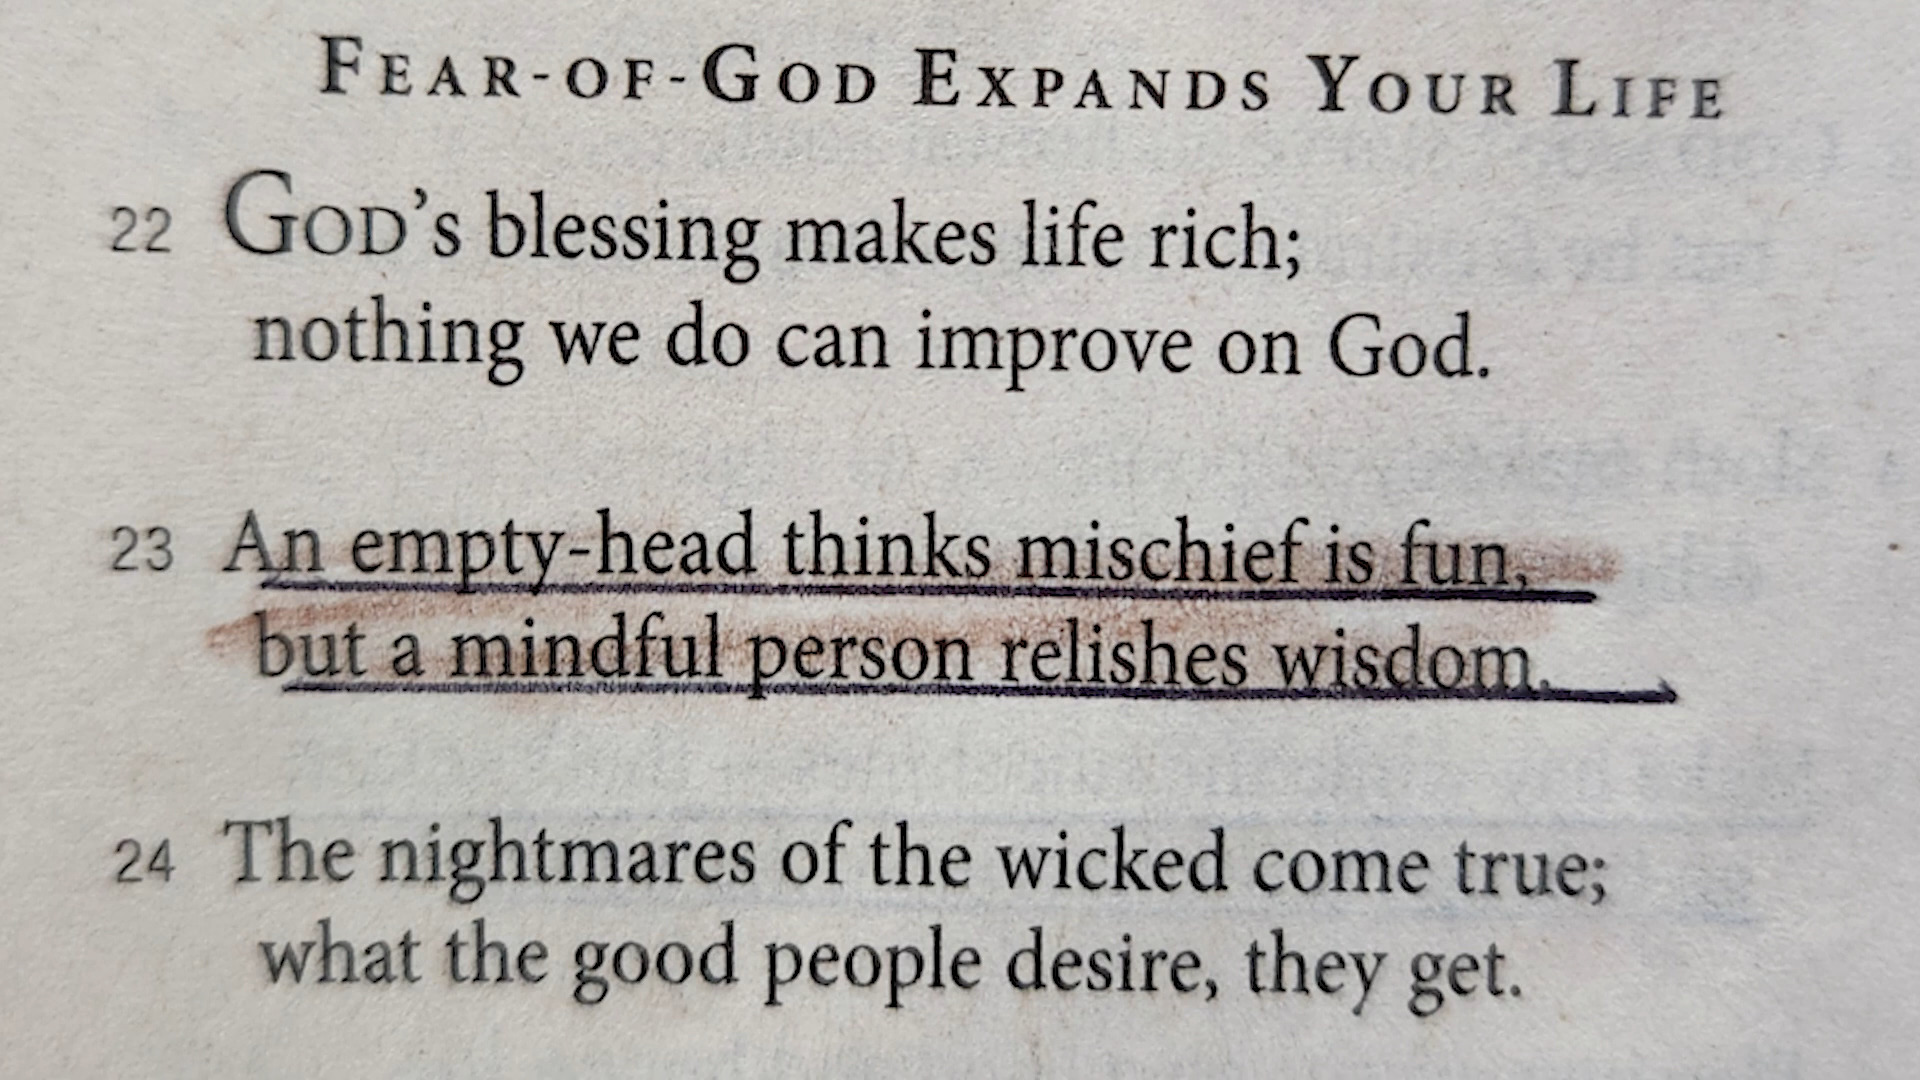 FEAR-OF-GOD EXPANDS YOUR LIFE
22 GOD's blessing makes life rich;
nothing we do can improve on God.
23 An empty-head thinks mischief is fun,
but a mindful person relishes wisdom.
24 The nightmares of the wicked come true;
what the good people desire, they get.